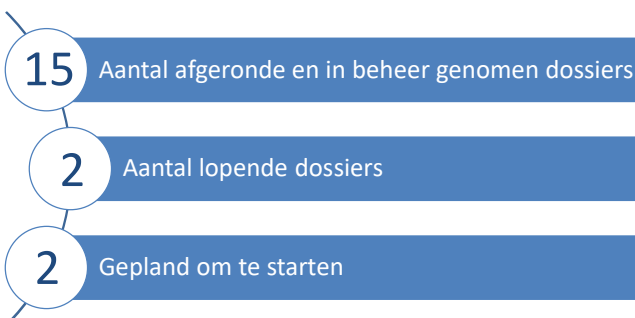 15 Aantal afgeronde en in beheer genomen dossiers
2 Aantal lopende dossiers
2 Gepland om te starten